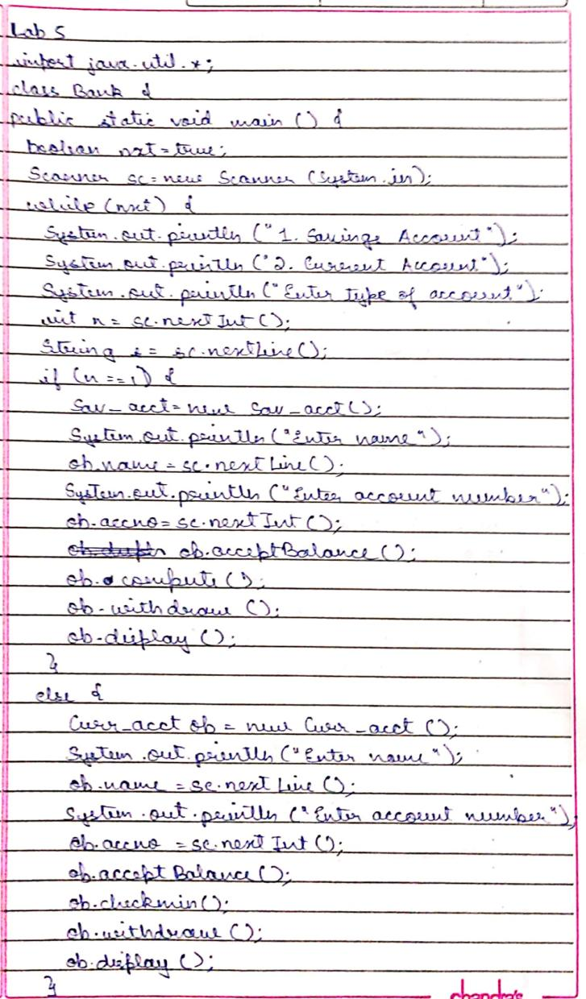 Lab 5
import java.util.*;
class Bank {
public static void main () {
boolean nxt=true;
Scanner sc=new Scanner (System.in);
while (nxt) {
System.out.println ("1. Savings Account");
System.out.println ("2. Current Account");
System.out.println ("Enter type of account");
int n= sc.nextInt ();
String s= sc.nextLine();
if (n==1) {
Sav_acct=new Sav_acct();
System.out.println ("Enter name");
ob.name=sc.nextLine();
System.out.println ("Enter account number");
ob.accno=sc.nextInt ();
ob.acceptBalance();
ob.compute();
ob.withdraw ();
ob.display ();
}
else {
Curr_acct ob = new Curr_acct ();
System.out.println ("Enter name");
ob.name = sc.nextLine ();
System.out.println ("Enter account number"),
ob.accno =sc.nextInt ();
ob.acceptBalance();
ob.checkmin();
ob.withdraw ();
ob.display ();
}
chandra's